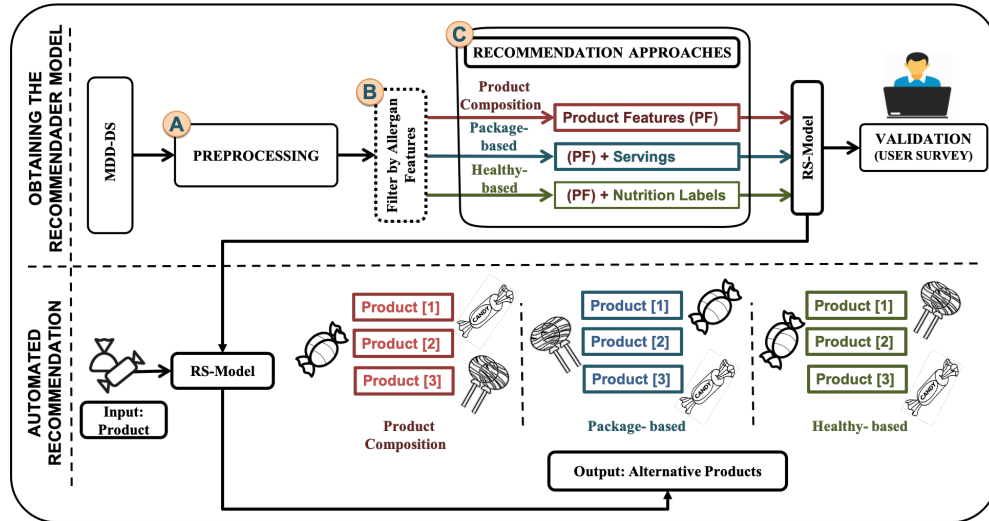 OBTAINING THE
RECOMMENDADER MODEL
MDD-DS
A
PREPROCESSING
B
Filter by Allergan
Features
C
RECOMMENDATION APPROACHES
Product
Composition
Package-
based
Healthy-
based
Product Features (PF)
(PF) + Servings
(PF) + Nutrition Labels
RS-Model
VALIDATION
(USER SURVEY)
AUTOMATED
RECOMMENDATION
Input:
Product
RS-Model
Product [1]
Product [2]
Product [3]
CANDY
Product
Composition
Product [1]
Product [2]
Product [3]
CANDY
Package- based
Product [1]
Product [2]
Product [3]
CANDY
Healthy- based
Output: Alternative Products